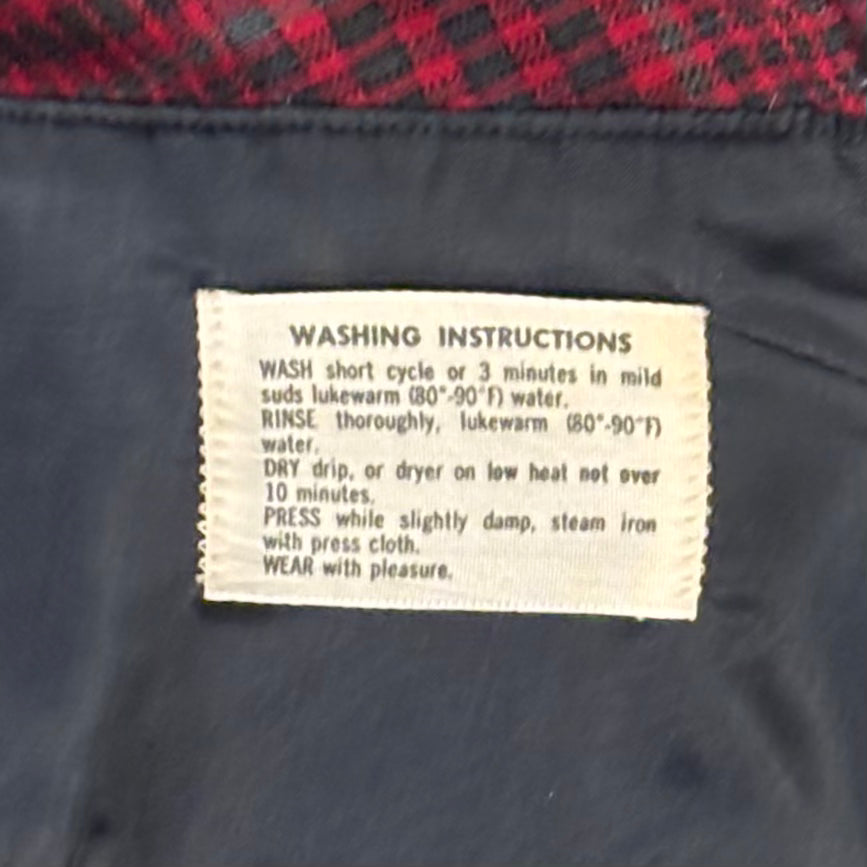 WASHING INSTRUCTIONS
WASH short cycle or 3 minutes in mild
suds lukewarm (80°-90°F) water.
RINSE thoroughly, lukewarm (80°-90°F)
water.
DRY drip, or dryer on low heat not over
10 minutes.
PRESS while slightly damp, steam iron
with press cloth.
WEAR with pleasure.